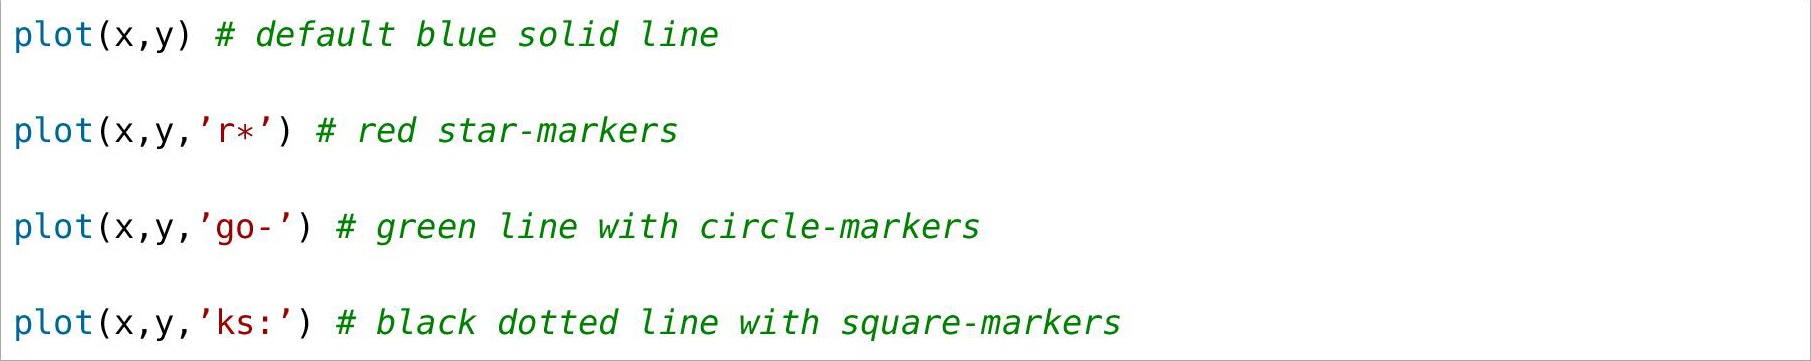 plot(x,y) # default blue solid line
plot(x,y,’r*’) # red star-markers
plot(x,y,’go-’) # green line with circle-markers
plot(x,y,’ks:’) # black dotted line with square-markers